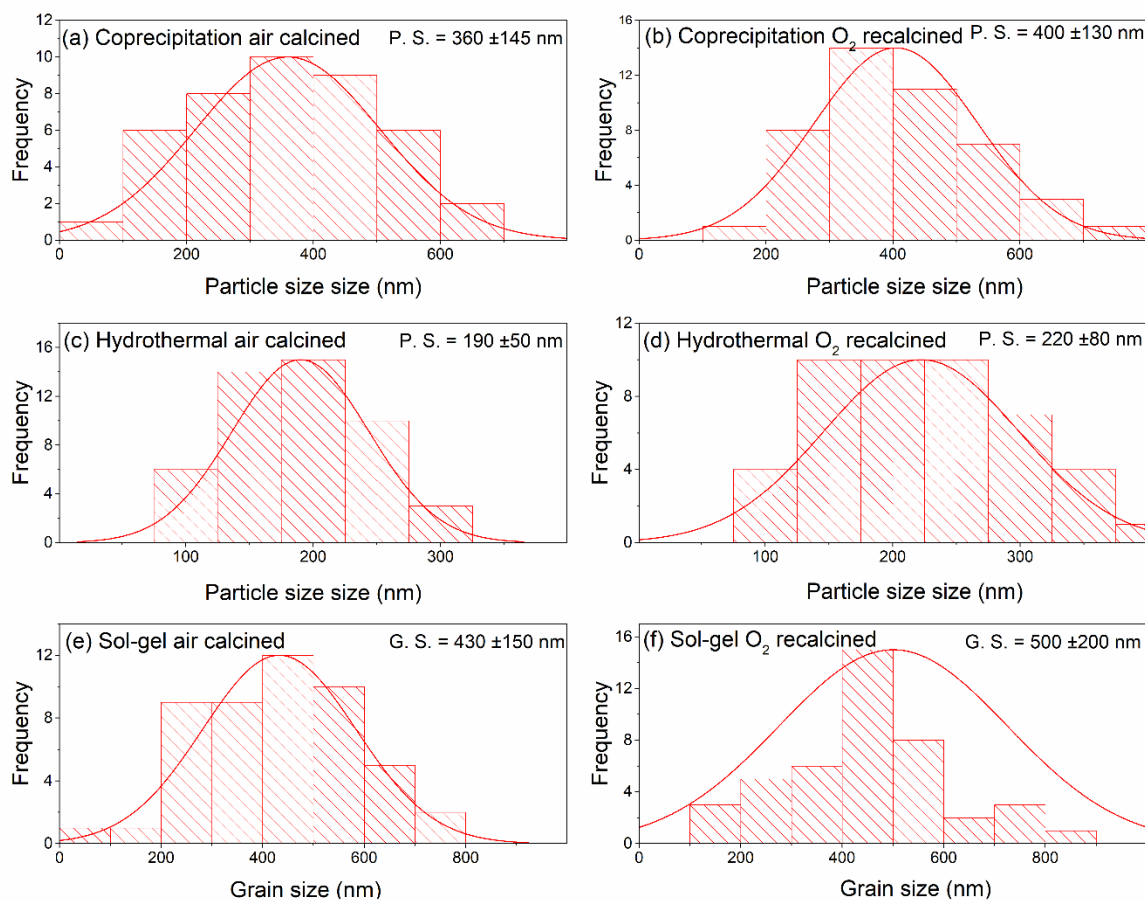 (a) Coprecipitation air calcined
P. S. = 360 ±145 nm
Frequency
12
10
8
6
4
2
0
0
200
400
600
Particle size size (nm)
(b) Coprecipitation O₂ recalcined
P. S. = 400 ±130 nm
Frequency
16
12
8
4
0
0
200
400
600
Particle size size (nm)
(c) Hydrothermal air calcined
P. S. = 190 ±50 nm
Frequency
15
12
9
6
3
0
100
200
300
Particle size size (nm)
(d) Hydrothermal O₂ recalcined
P. S. = 220 ±80 nm
Frequency
12
8
4
0
0
100
200
300
Particle size size (nm)
(e) Sol-gel air calcined
G. S. = 430 ±150 nm
Frequency
12
8
4
0
0
200
400
600
800
Grain size (nm)
(f) Sol-gel O₂ recalcined
G. S. = 500 ±200 nm
Frequency
16
12
8
4
0
0
200
400
600
800
Grain size (nm)